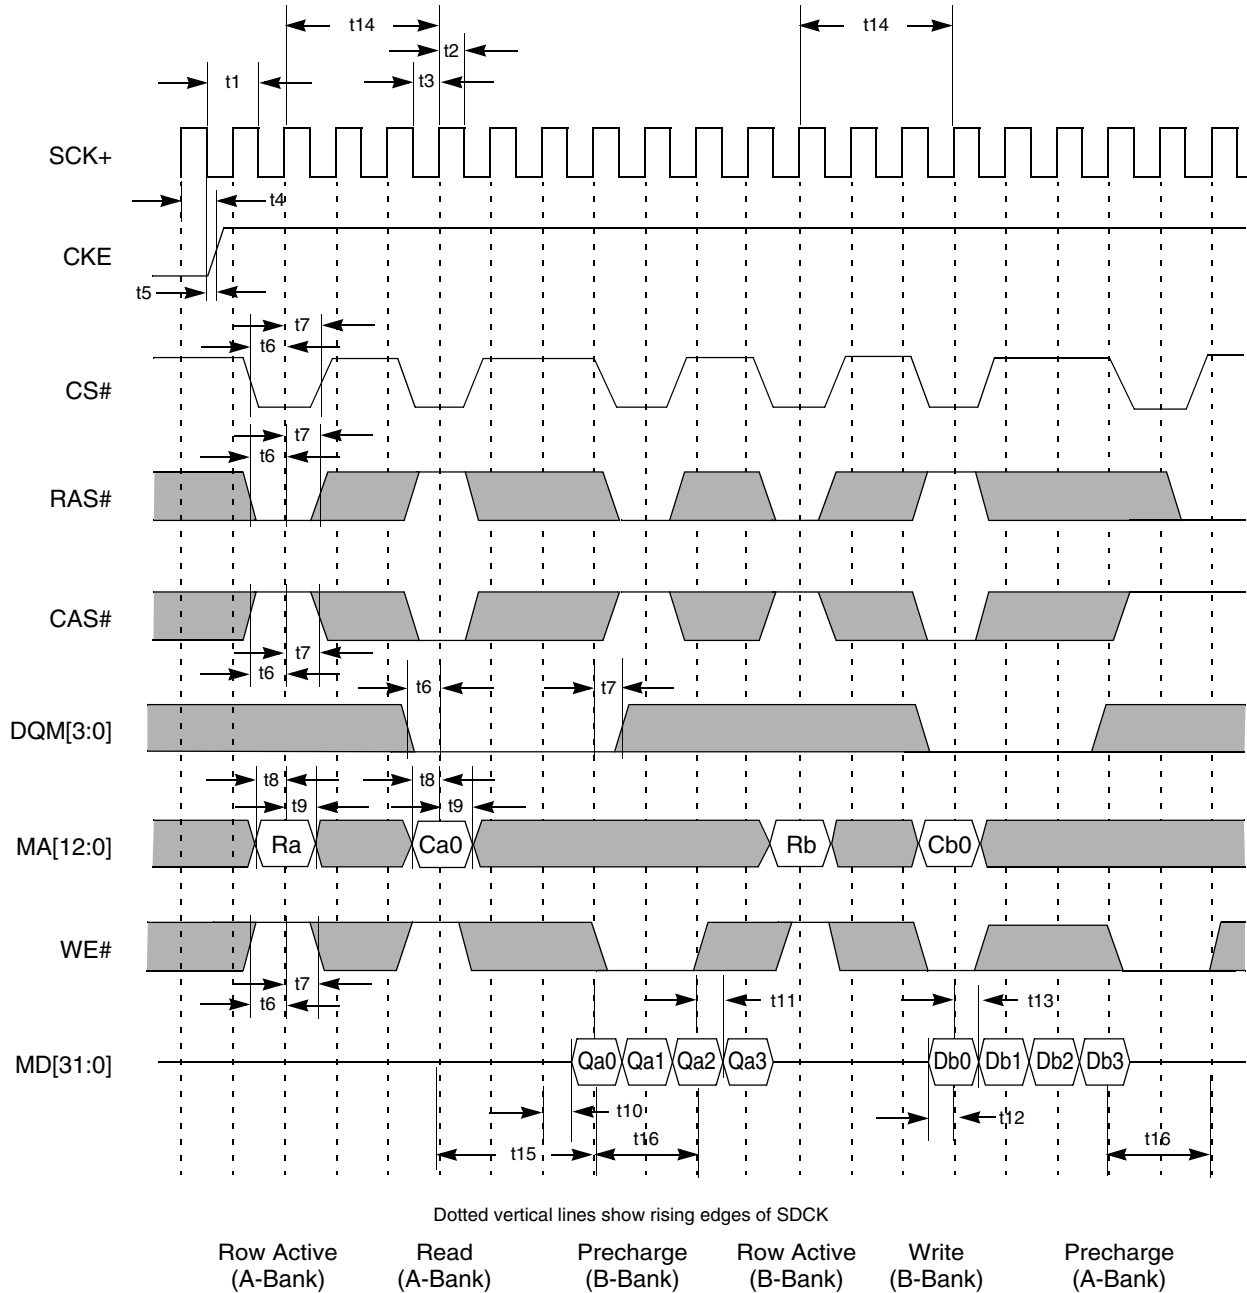 t14
t14
t2
t1
t3
SCK+
t4
CKE
t5
t7
t6
CS#
t7
t6
RAS#
CAS#
t7
t6
t6
t7
DQM[3:0]
t8
t8
t9
t9
MA[12:0]
Ra
Ca0
Rb
Cb0
WE#
t7
t6
t11
t13
MD[31:0]
Qa0
Qa1
Qa2
Qa3
Db0
Db1
Db2
Db3
t10
t12
t15
t16
t16
Dotted vertical lines show rising edges of SDCK
Row Active
(A-Bank)
Read
(A-Bank)
Precharge
(B-Bank)
Row Active
(B-Bank)
Write
(B-Bank)
Precharge
(A-Bank)